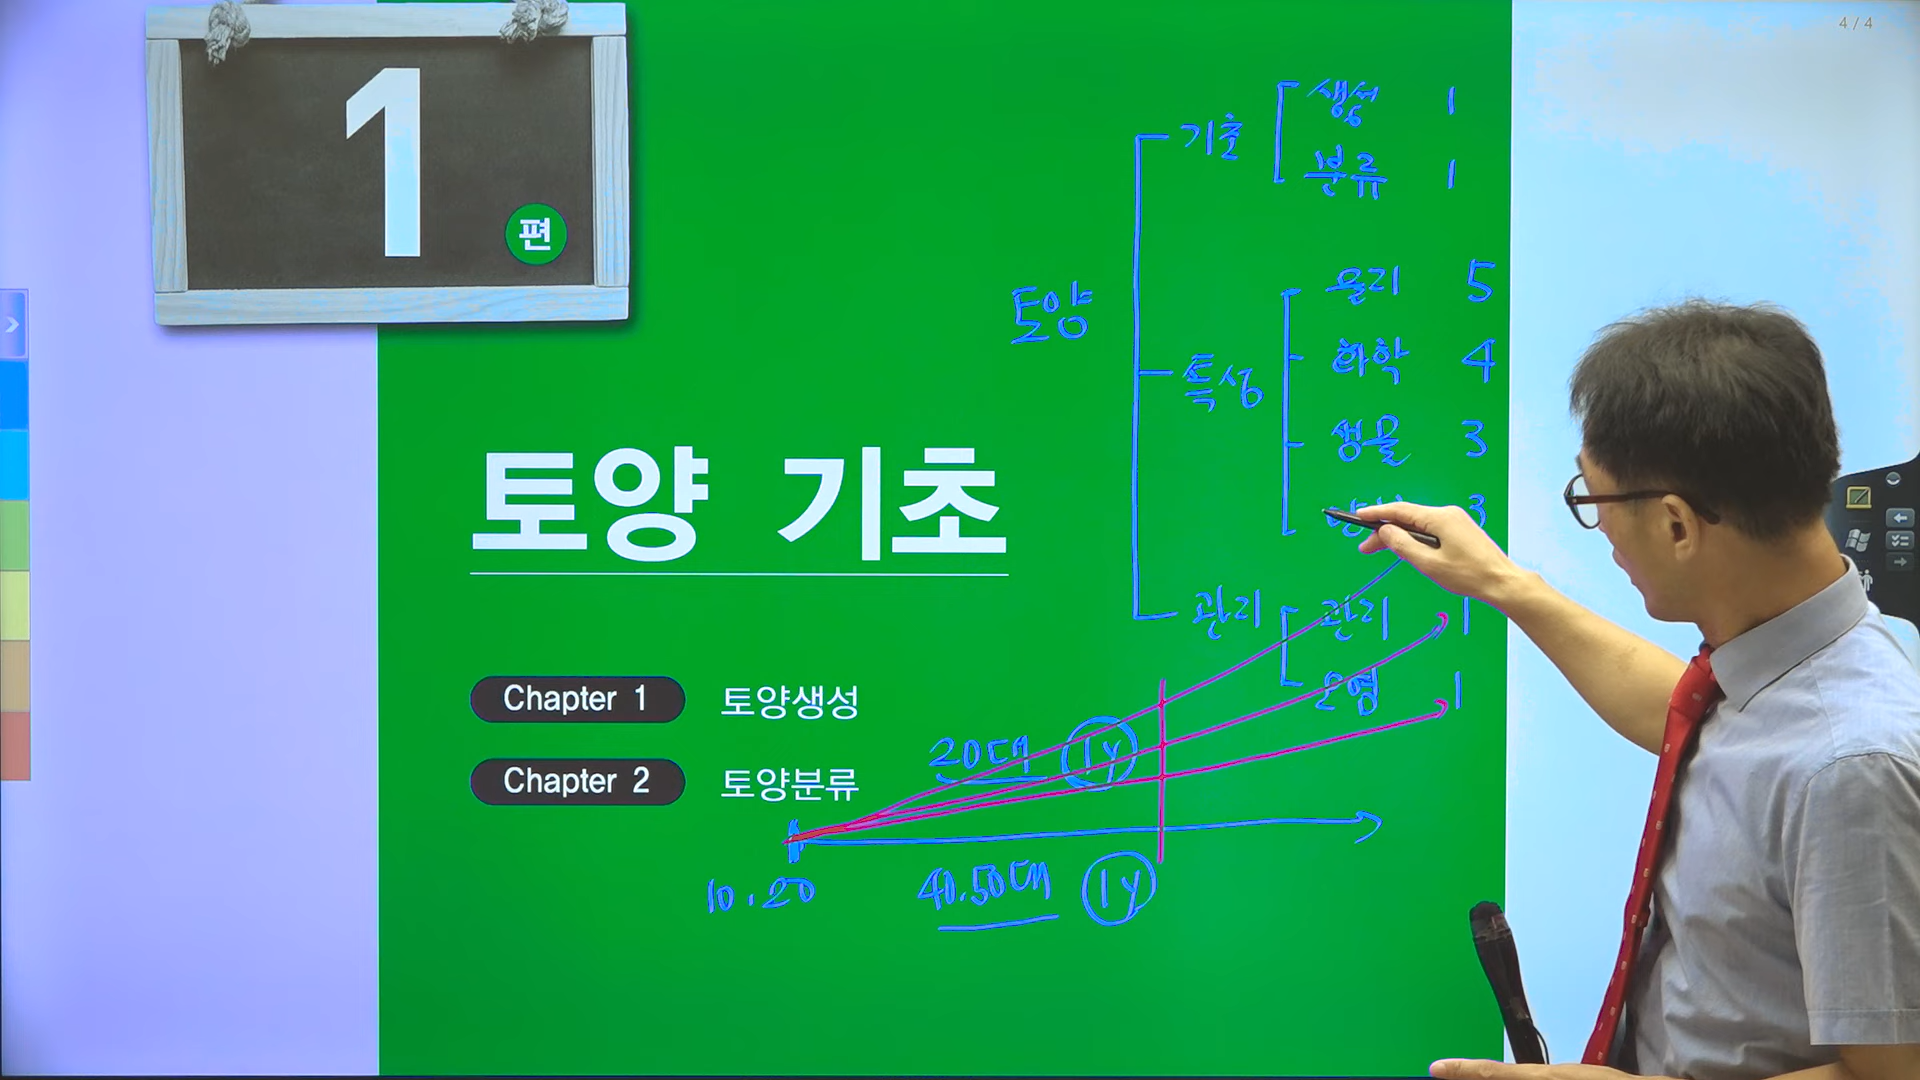 4 / 4
1
편
토양 기초
Chapter 1 토양생성
Chapter 2 토양분류
토양
기초
생성 1
분류 1
특성
물리 5
화학 4
생물 3
3
관리
관리 1
오염 1
20대 1y
10.20
40.50대 1y